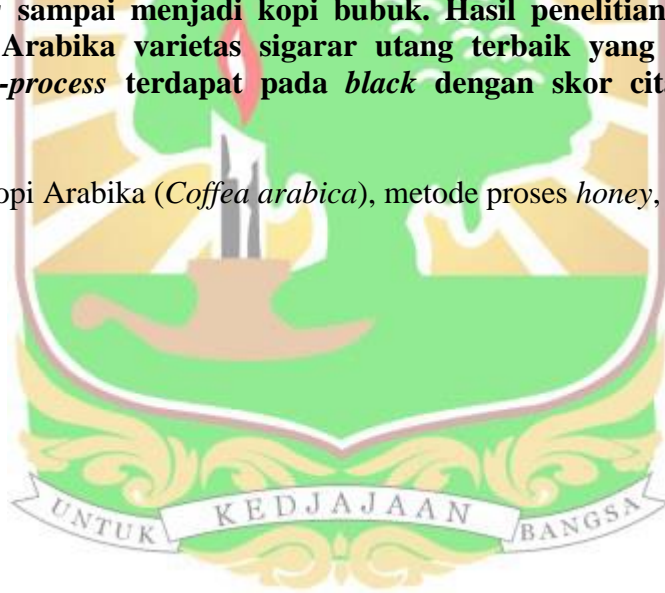 sampai menjadi kopi bubuk. Hasil penelitian
Arabika varietas sigarar utang terbaik yang
-process terdapat pada black dengan skor cita
opi Arabika (Coffea arabica), metode proses honey,
UNTUK KEDJAJAAN BANGSA